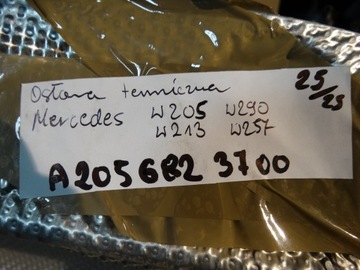 Osłona termiczna
Mercedes W205 W290
W213 W257
A205 682 3700
25/25